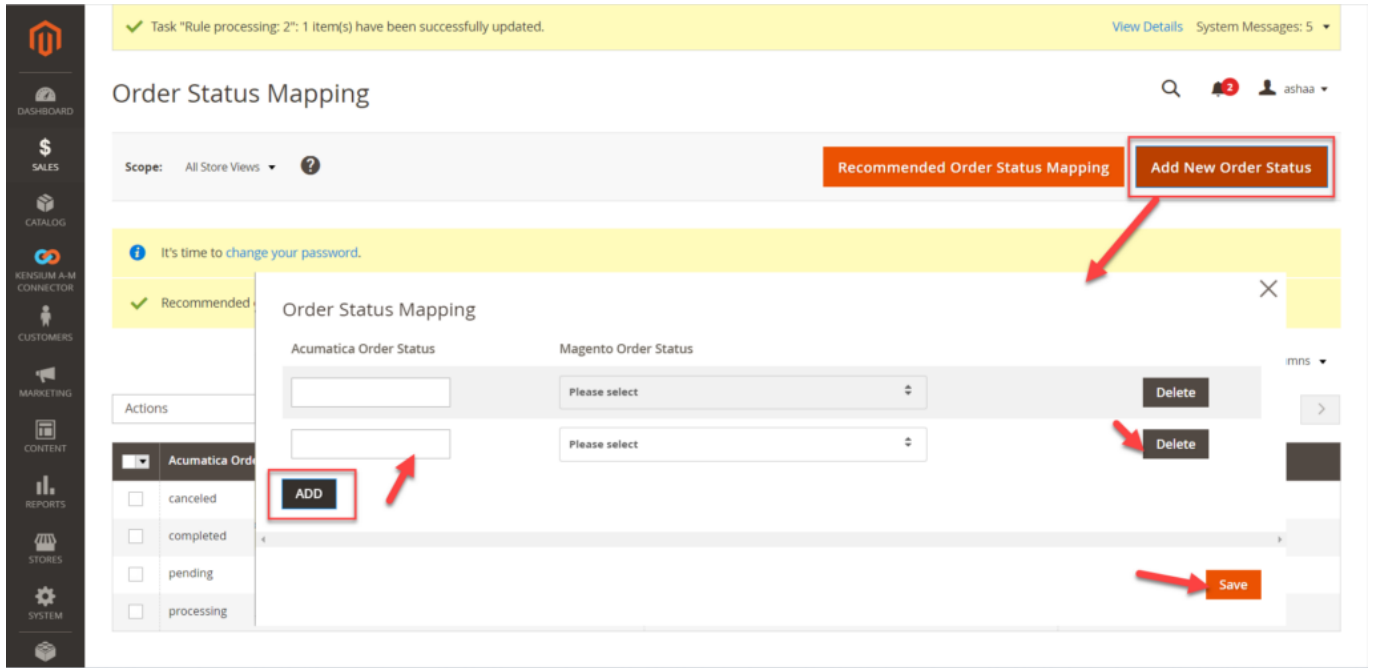 Task "Rule processing: 2": 1 item(s) have been successfully updated.
View Details System Messages: 5
Order Status Mapping
2
ashaa
DASHBOARD
SALES
CATALOG
KENSIUM A-M
CONNECTOR
CUSTOMERS
MARKETING
CONTENT
REPORTS
STORES
SYSTEM
Scope: All Store Views ?
Recommended Order Status Mapping
Add New Order Status
It's time to change your password.
Recommended
Order Status Mapping
Acumatica Order Status Magento Order Status
Please select Delete
Please select Delete
ADD
Save
mns
Actions
Acumatica Orde
canceled
completed
pending
processing